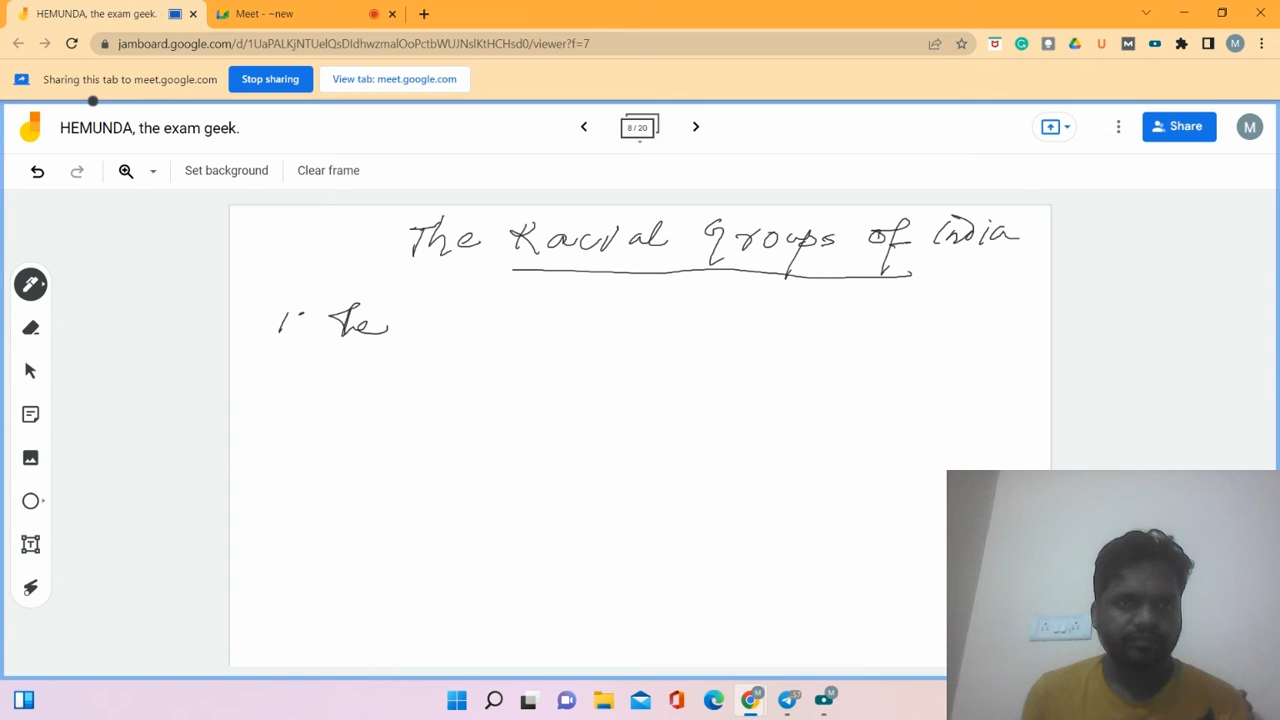 HEMUNDA, the exam geek.
Meet - ~new
jamboard.google.com/d/1UaPALKjNTUelQsDIdhwzmalOoPctbWUJNslKtHCHsd0/viewer?f=7
M
Sharing this tab to meet.google.com
Stop sharing
View tab: meet.google.com
HEMUNDA, the exam geek.
8 / 20
Share
M
Set background
Clear frame
The Racial Groups of India
1. The